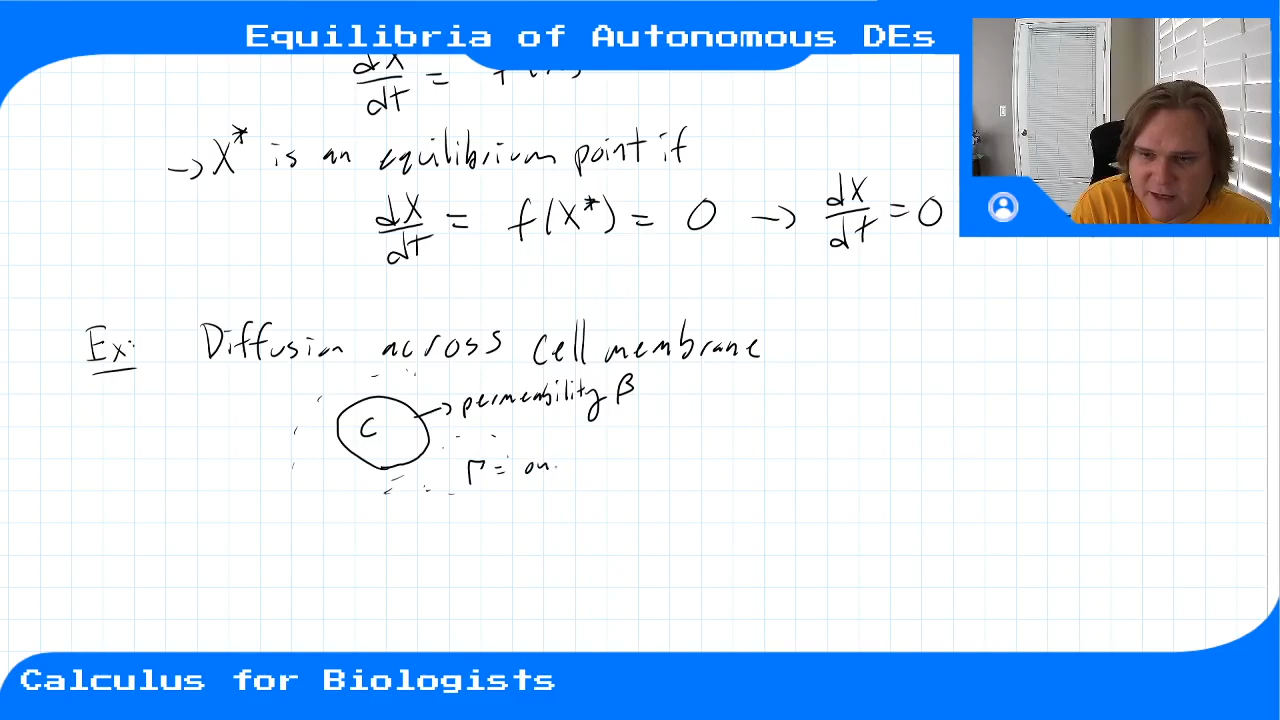 Equilibria of Autonomous DEs
dX/dt =
→ X* is an equilibrium point if
dX/dt = f(X*) = 0 → dX/dt = 0
Ex: Diffusion across cell membrane
C → permeability β
Γ = ou
Calculus for Biologists